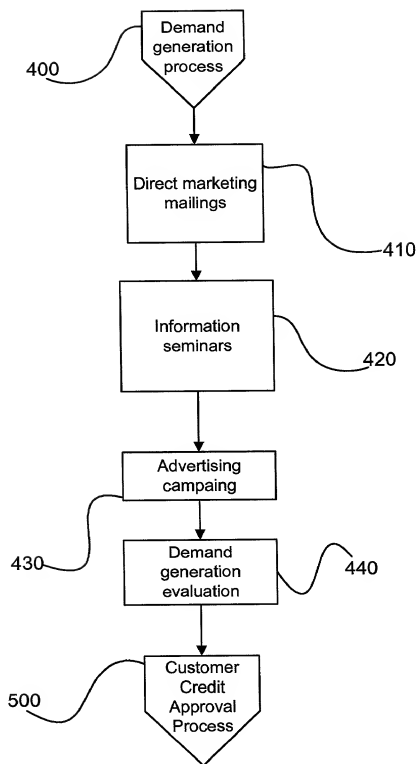 Demand
generation
process
400
Direct marketing
mailings
410
Information
seminars
420
Advertising
campaing
430
Demand
generation
evaluation
440
Customer
Credit
Approval
Process
500